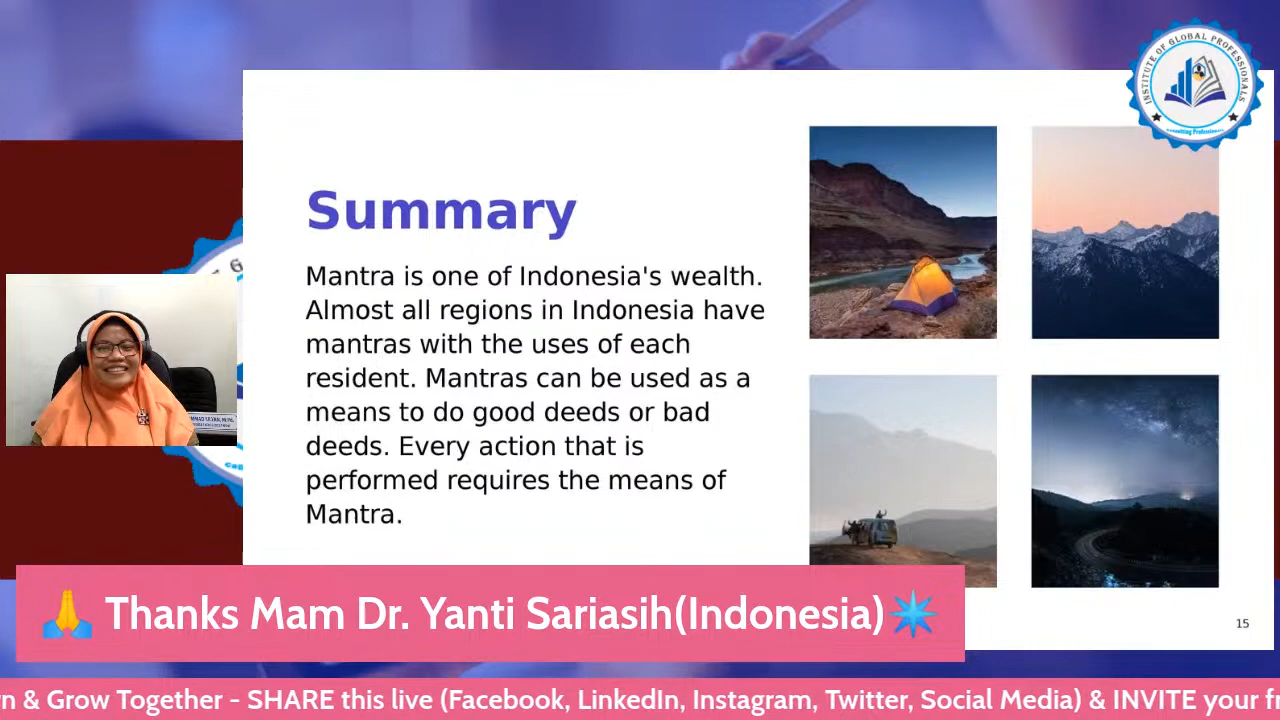 INSTITUTE OF GLOBAL PROFESSIONALS
Summary
Mantra is one of Indonesia's wealth.
Almost all regions in Indonesia have
mantras with the uses of each
resident. Mantras can be used as a
means to do good deeds or bad
deeds. Every action that is
performed requires the means of
Mantra.
15
🙏 Thanks Mam Dr. Yanti Sariasih(Indonesia)
n & Grow Together - SHARE this live (Facebook, LinkedIn, Instagram, Twitter, Social Media) & INVITE your f